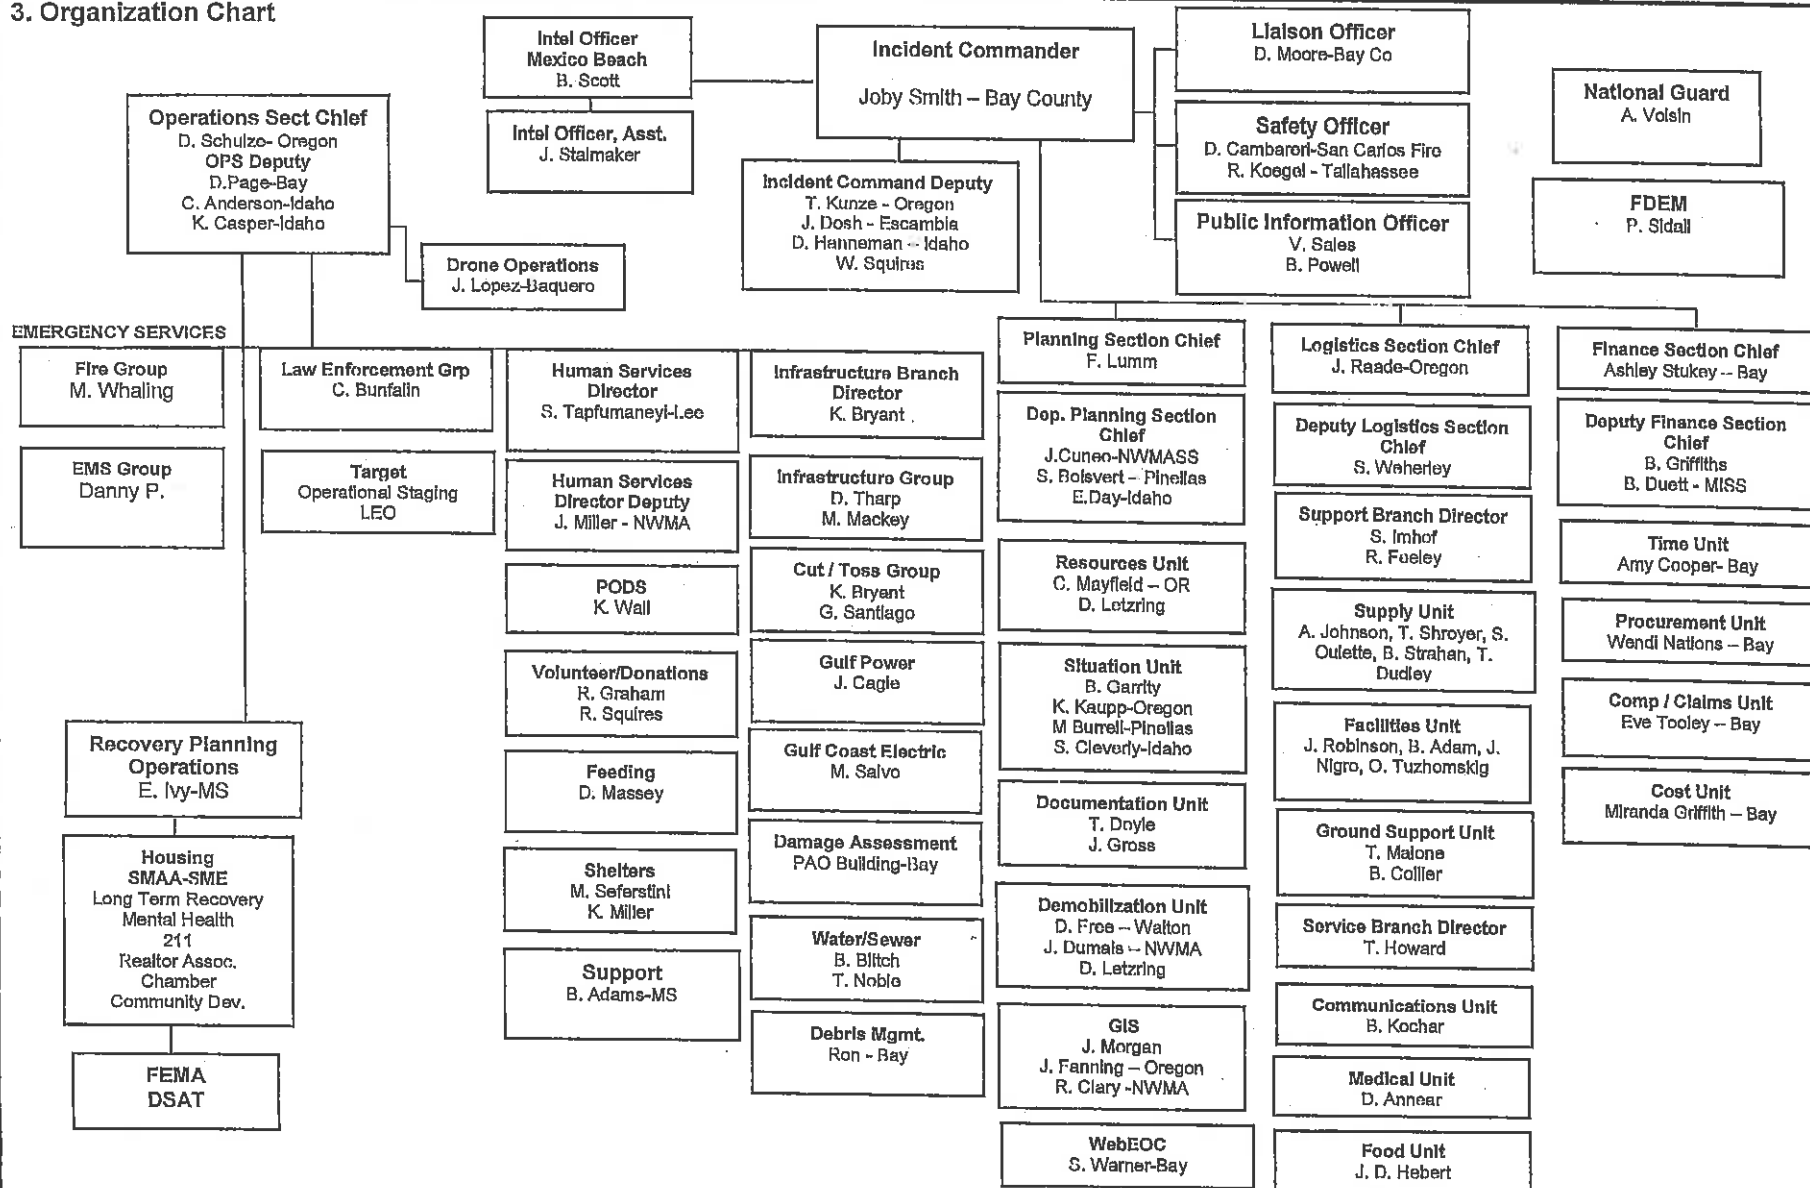 3. Organization Chart
Intel Officer
Mexico Beach
B. Scott
Intel Officer, Asst.
J. Stalmaker
Incident Commander
Joby Smith – Bay County
Incident Command Deputy
T. Kunze - Oregon
J. Dosh - Escambia
D. Hanneman – Idaho
W. Squires
Liaison Officer
D. Moore-Bay Co
Safety Officer
D. Cambarori-San Carlos Fire
R. Koegel - Tallahassee
Public Information Officer
V. Sales
B. Powell
National Guard
A. Voisin
FDEM
P. Sidall
Operations Sect Chief
D. Schulze- Oregon
OPS Deputy
D.Page-Bay
C. Anderson-Idaho
K. Casper-Idaho
Drone Operations
J. Lopez-Baquero
EMERGENCY SERVICES
Fire Group
M. Whaling
EMS Group
Danny P.
Law Enforcement Grp
C. Bunfalin
Target
Operational Staging
LEO
Recovery Planning
Operations
E. Ivy-MS
Housing
SMAA-SME
Long Term Recovery
Mental Health
211
Realtor Assoc.
Chamber
Community Dev.
FEMA
DSAT
Human Services
Director
S. Tapfumaneyi-Lee
Human Services
Director Deputy
J. Miller - NWMA
PODS
K. Wall
Volunteer/Donations
R. Graham
R. Squires
Feeding
D. Massey
Shelters
M. Seferstini
K. Miller
Support
B. Adams-MS
Infrastructure Branch
Director
K. Bryant
Infrastructure Group
D. Tharp
M. Mackey
Cut / Toss Group
K. Bryant
G. Santiago
Gulf Power
J. Cagle
Gulf Coast Electric
M. Salvo
Damage Assessment
PAO Building-Bay
Water/Sewer
B. Blitch
T. Noble
Debris Mgmt.
Ron - Bay
Planning Section Chief
F. Lumm
Dep. Planning Section
Chief
J.Cuneo-NWMASS
S. Boisvert – Pinellas
E.Day-Idaho
Resources Unit
C. Mayfield – OR
D. Letzring
Situation Unit
B. Garrity
K. Kaupp-Oregon
M Burrell-Pinellas
S. Cleverly-Idaho
Documentation Unit
T. Doyle
J. Gross
Demobilization Unit
D. Free – Walton
J. Dumais – NWMA
D. Letzring
GIS
J. Morgan
J. Fanning – Oregon
R. Clary -NWMA
WebEOC
S. Warner-Bay
Logistics Section Chief
J. Reade-Oregon
Deputy Logistics Section
Chief
S. Weherley
Support Branch Director
S. Imhof
R. Feeley
Supply Unit
A. Johnson, T. Shroyer, S.
Oulette, B. Strahan, T.
Dudley
Facilities Unit
J. Robinson, B. Adam, J.
Nigro, O. Tuzhomskig
Ground Support Unit
T. Malone
B. Collier
Service Branch Director
T. Howard
Communications Unit
B. Kochar
Medical Unit
D. Annear
Food Unit
J. D. Hebert
Finance Section Chief
Ashley Stukey – Bay
Deputy Finance Section
Chief
B. Griffiths
B. Duett - MISS
Time Unit
Amy Cooper- Bay
Procurement Unit
Wendi Nations – Bay
Comp / Claims Unit
Eve Tooley – Bay
Cost Unit
Miranda Griffith – Bay